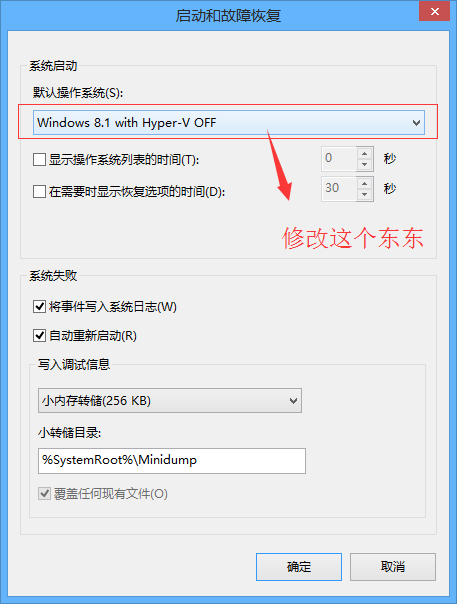 启动和故障恢复
系统启动
默认操作系统(S):
Windows 8.1 with Hyper-V OFF
显示操作系统列表的时间(T):
0 秒
在需要时显示恢复选项的时间(D):
30 秒
修改这个东东
系统失败
将事件写入系统日志(W)
自动重新启动(R)
写入调试信息
小内存转储(256 KB)
小转储目录:
%SystemRoot%\Minidump
覆盖任何现有文件(O)
确定
取消